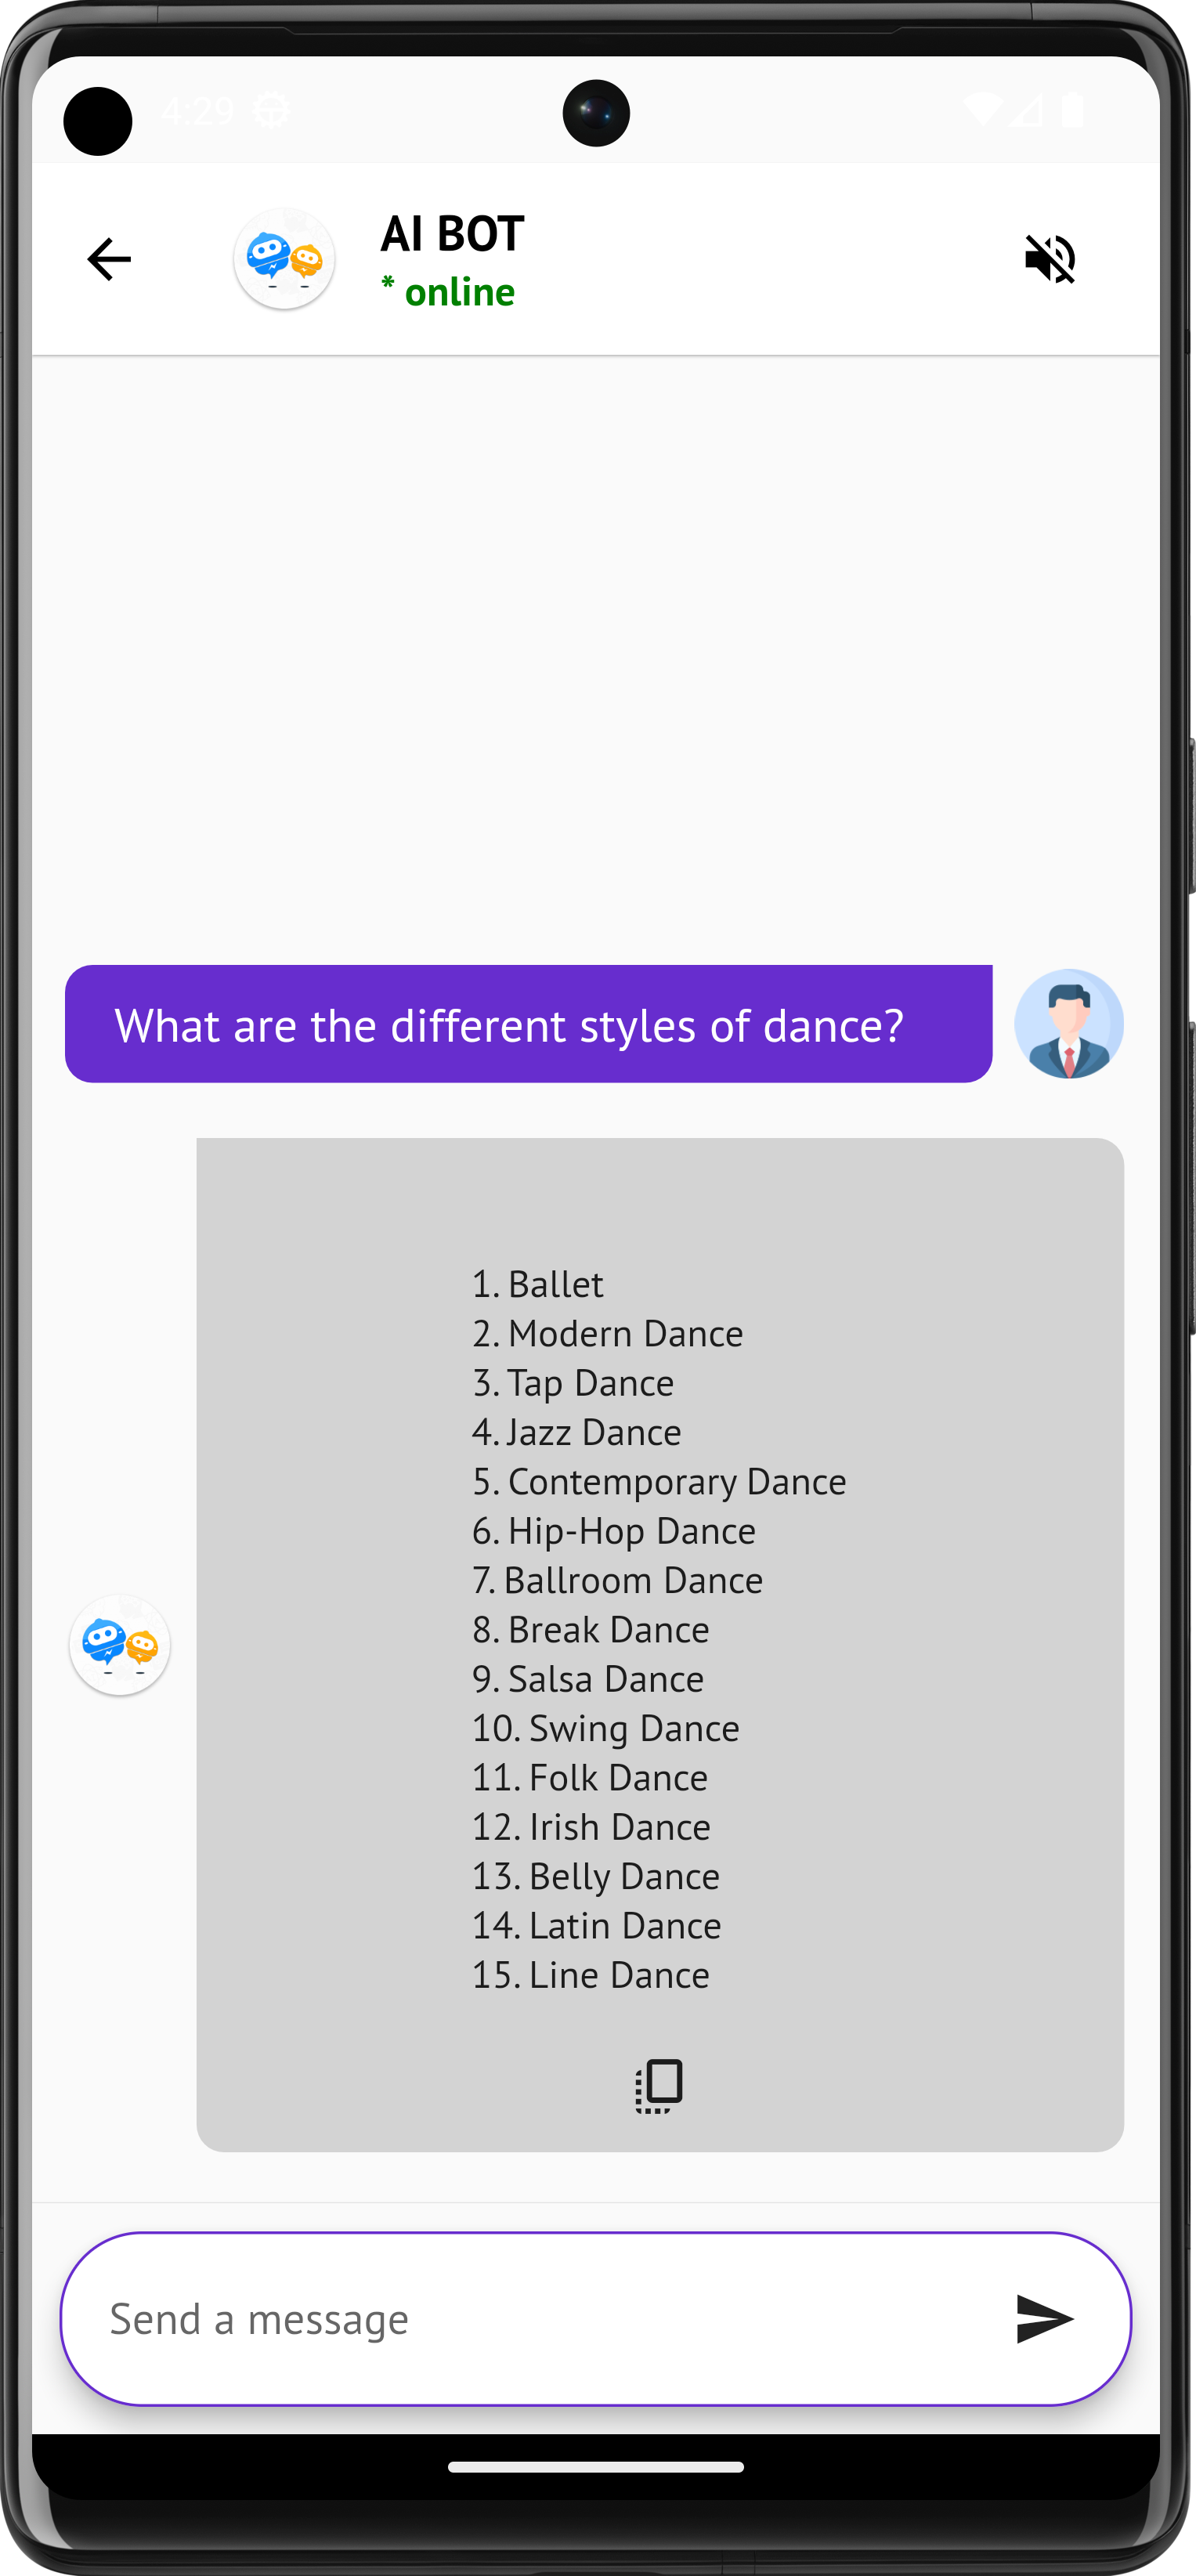 4:29
AI BOT
* online
What are the different styles of dance?
1. Ballet
2. Modern Dance
3. Tap Dance
4. Jazz Dance
5. Contemporary Dance
6. Hip-Hop Dance
7. Ballroom Dance
8. Break Dance
9. Salsa Dance
10. Swing Dance
11. Folk Dance
12. Irish Dance
13. Belly Dance
14. Latin Dance
15. Line Dance
Send a message